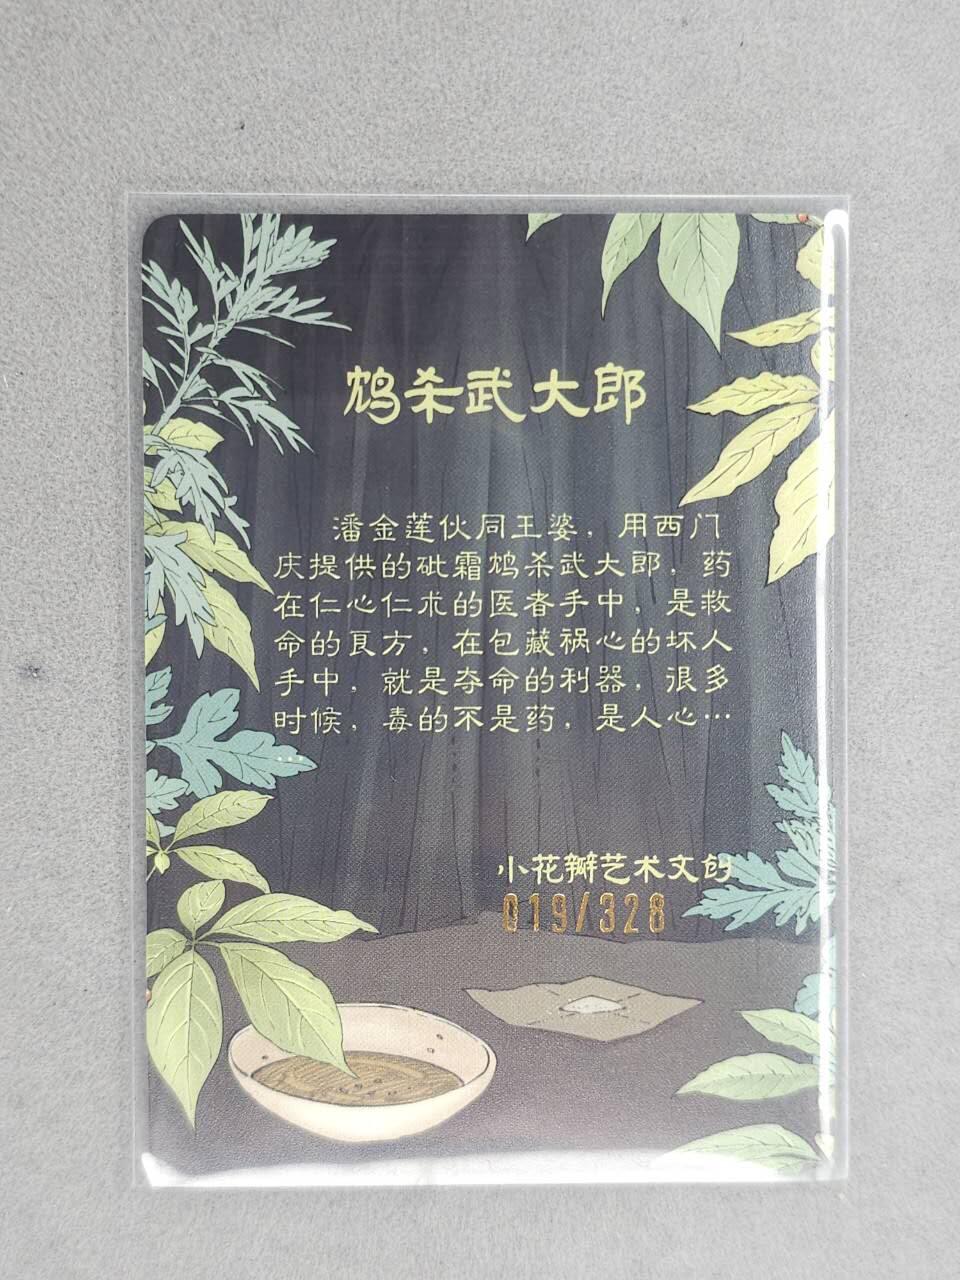 鸩杀武大郎
潘金莲伙同王婆，用西门
庆提供的砒霜鸩杀武大郎，药
在仁心仁术的医者手中，是救
命的良方，在包藏祸心的坏人
手中，就是夺命的利器，很多
时候，毒的不是药，是人心…
小花瓣艺术文创
019/328